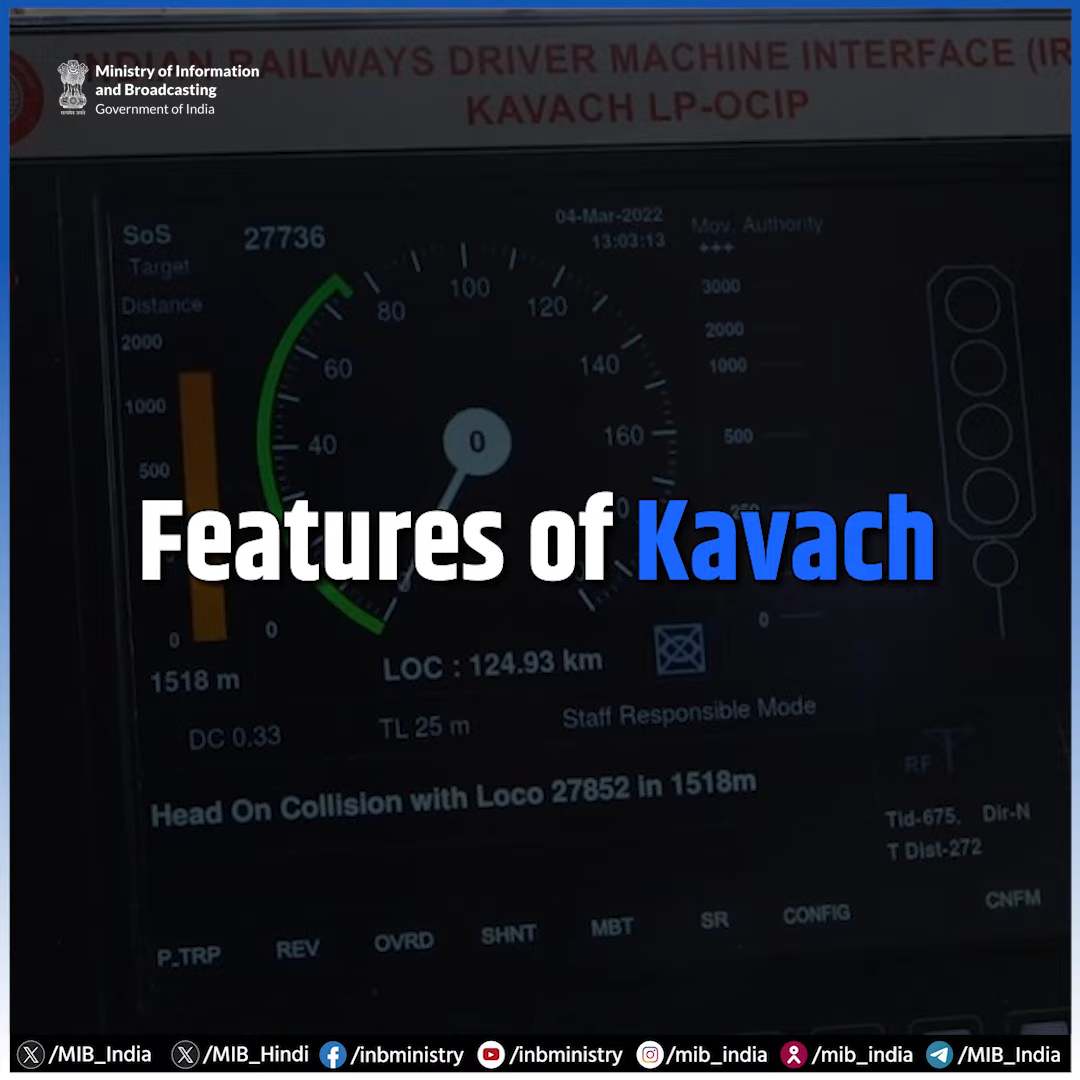 INDIAN RAILWAYS DRIVER MACHINE INTERFACE (IR
KAVACH LP-OCIP
Ministry of Information
and Broadcasting
Government of India
SoS
27736
04-Mar-2022
13:03:13
Mov. Authority
+++
Target
Distance
2000
1000
500
0
0
40
60
80
100
120
140
160
0
3000
2000
1000
500
250
0
Features of Kavach
1518 m
LOC : 124.93 km
DC 0.33
TL 25 m
Staff Responsible Mode
RF
Head On Collision with Loco 27852 in 1518m
Tld-675, Dir-N
T Dist-272
P_TRP
REV
OVRD
SHNT
MBT
SR
CONFIG
CNFM
/MIB_India
/MIB_Hindi
/inbministry
/inbministry
/mib_india
/mib_india
/MIB_India